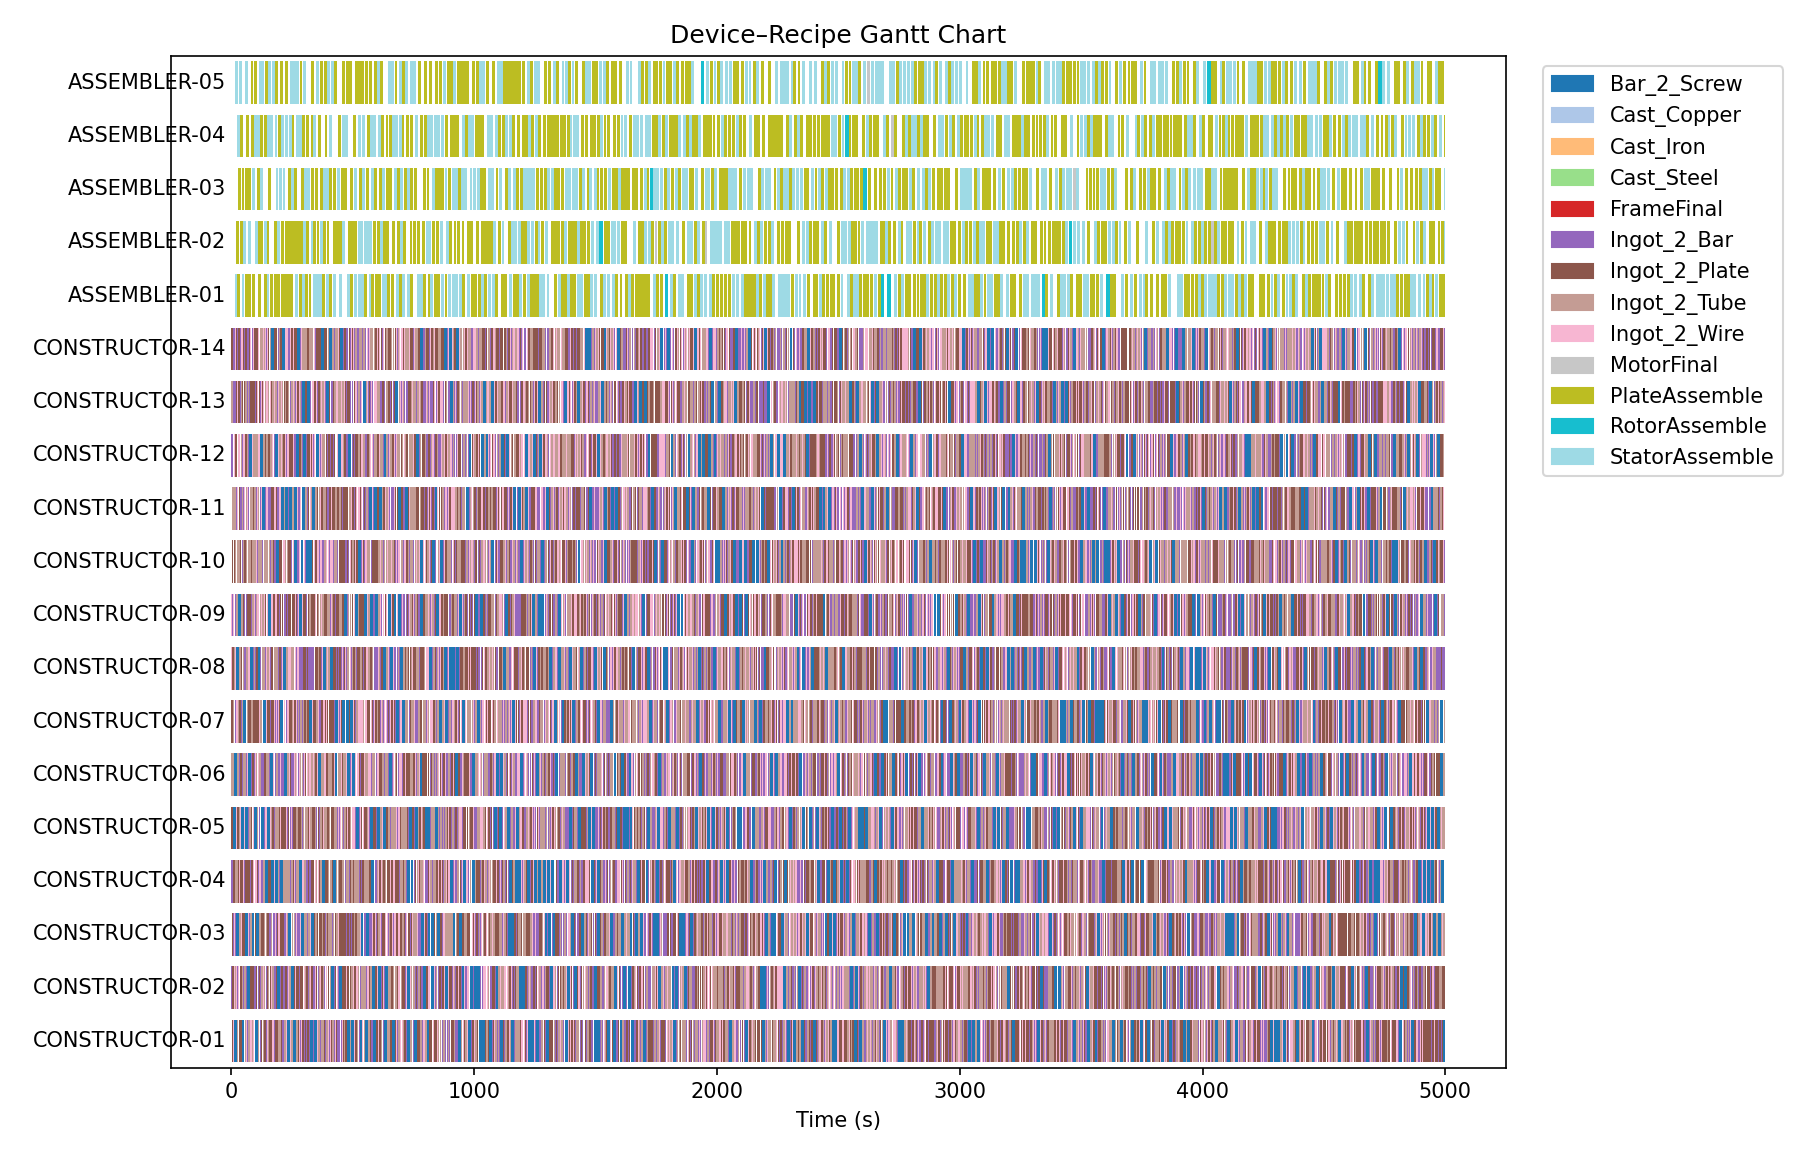 Device–Recipe Gantt Chart
ASSEMBLER-05
ASSEMBLER-04
ASSEMBLER-03
ASSEMBLER-02
ASSEMBLER-01
CONSTRUCTOR-14
CONSTRUCTOR-13
CONSTRUCTOR-12
CONSTRUCTOR-11
CONSTRUCTOR-10
CONSTRUCTOR-09
CONSTRUCTOR-08
CONSTRUCTOR-07
CONSTRUCTOR-06
CONSTRUCTOR-05
CONSTRUCTOR-04
CONSTRUCTOR-03
CONSTRUCTOR-02
CONSTRUCTOR-01
0 1000 2000 3000 4000 5000
Time (s)
Bar_2_Screw
Cast_Copper
Cast_Iron
Cast_Steel
FrameFinal
Ingot_2_Bar
Ingot_2_Plate
Ingot_2_Tube
Ingot_2_Wire
MotorFinal
PlateAssemble
RotorAssemble
StatorAssemble